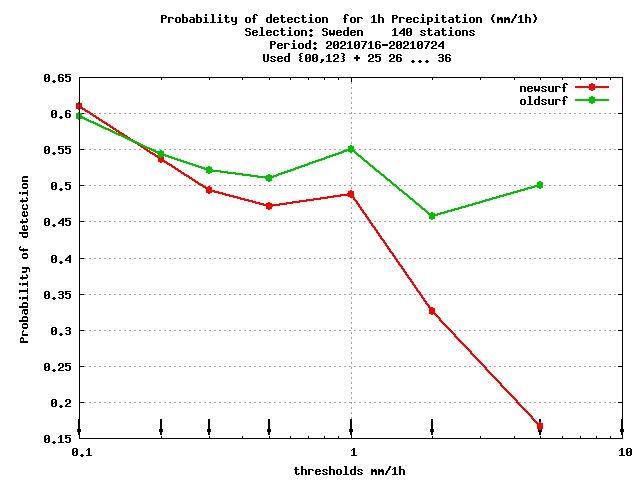 Probability of detection  for 1h Precipitation (mm/1h)
Selection: Sweden    140 stations
Period: 20210716-20210724
Used {00,12} + 25 26 ... 36
newsurf
oldsurf
Probability of detection
0.65
0.6
0.55
0.5
0.45
0.4
0.35
0.3
0.25
0.2
0.15
0.1 1 10
thresholds mm/1h